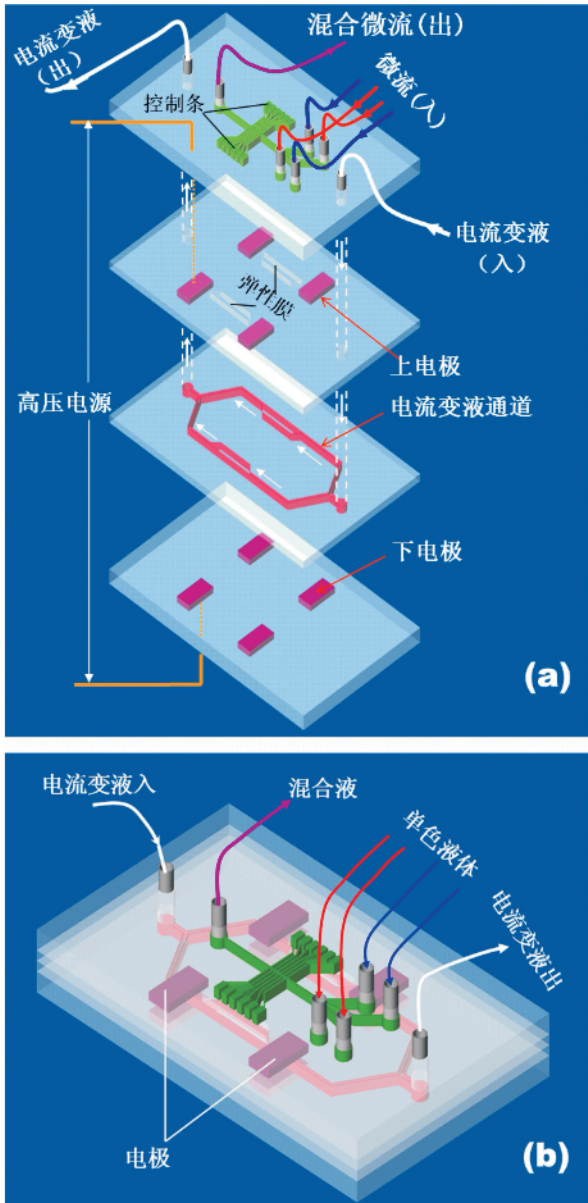 电流变液
(出)
混合微流(出)
微流(入)
控制条
电流变液
(入)
弹性膜
上电极
高压电源
电流变液通道
下电极
(a)
电流变液入
混合液
单色液体
电流变液出
电极
(b)